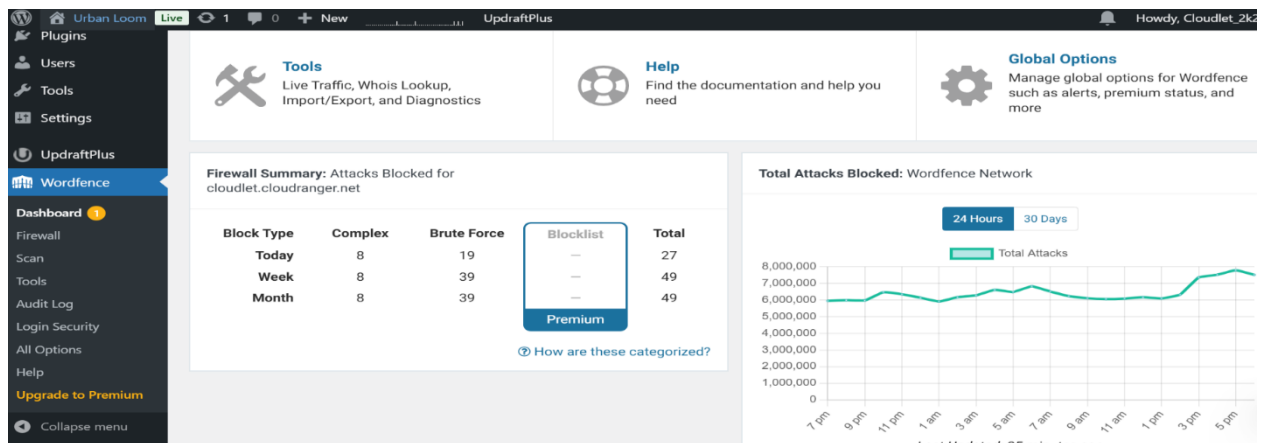 Urban Loom Live 1 0 + New UpdraftPlus Howdy, Cloudlet_2k2
Plugins
Users
Tools
Settings
UpdraftPlus
Wordfence
Dashboard 1
Firewall
Scan
Tools
Audit Log
Login Security
All Options
Help
Upgrade to Premium
Collapse menu
Tools
Live Traffic, Whois Lookup,
Import/Export, and Diagnostics
Help
Find the documentation and help you
need
Global Options
Manage global options for Wordfence
such as alerts, premium status, and
more
Firewall Summary: Attacks Blocked for
cloudlet.cloudranger.net
Block Type Complex Brute Force Blocklist Total
Today 8 19 — 27
Week 8 39 — 49
Month 8 39 — 49
Premium
How are these categorized?
Total Attacks Blocked: Wordfence Network
24 Hours 30 Days
Total Attacks
8,000,000
7,000,000
6,000,000
5,000,000
4,000,000
3,000,000
2,000,000
1,000,000
0
7 pm 9 pm 11 pm 1 am 3 am 5 am 7 am 9 am 11 am 1 pm 3 pm 5 pm